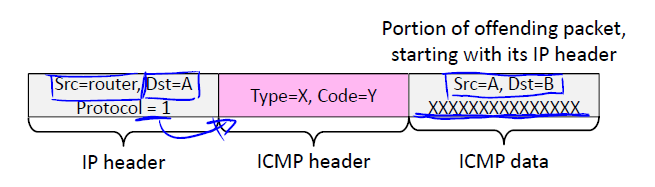 Portion of offending packet,
starting with its IP header
Src=router, Dst=A
Protocol = 1
Type=X, Code=Y
Src=A, Dst=B
XXXXXXXXXXXXXXX
IP header
ICMP header
ICMP data